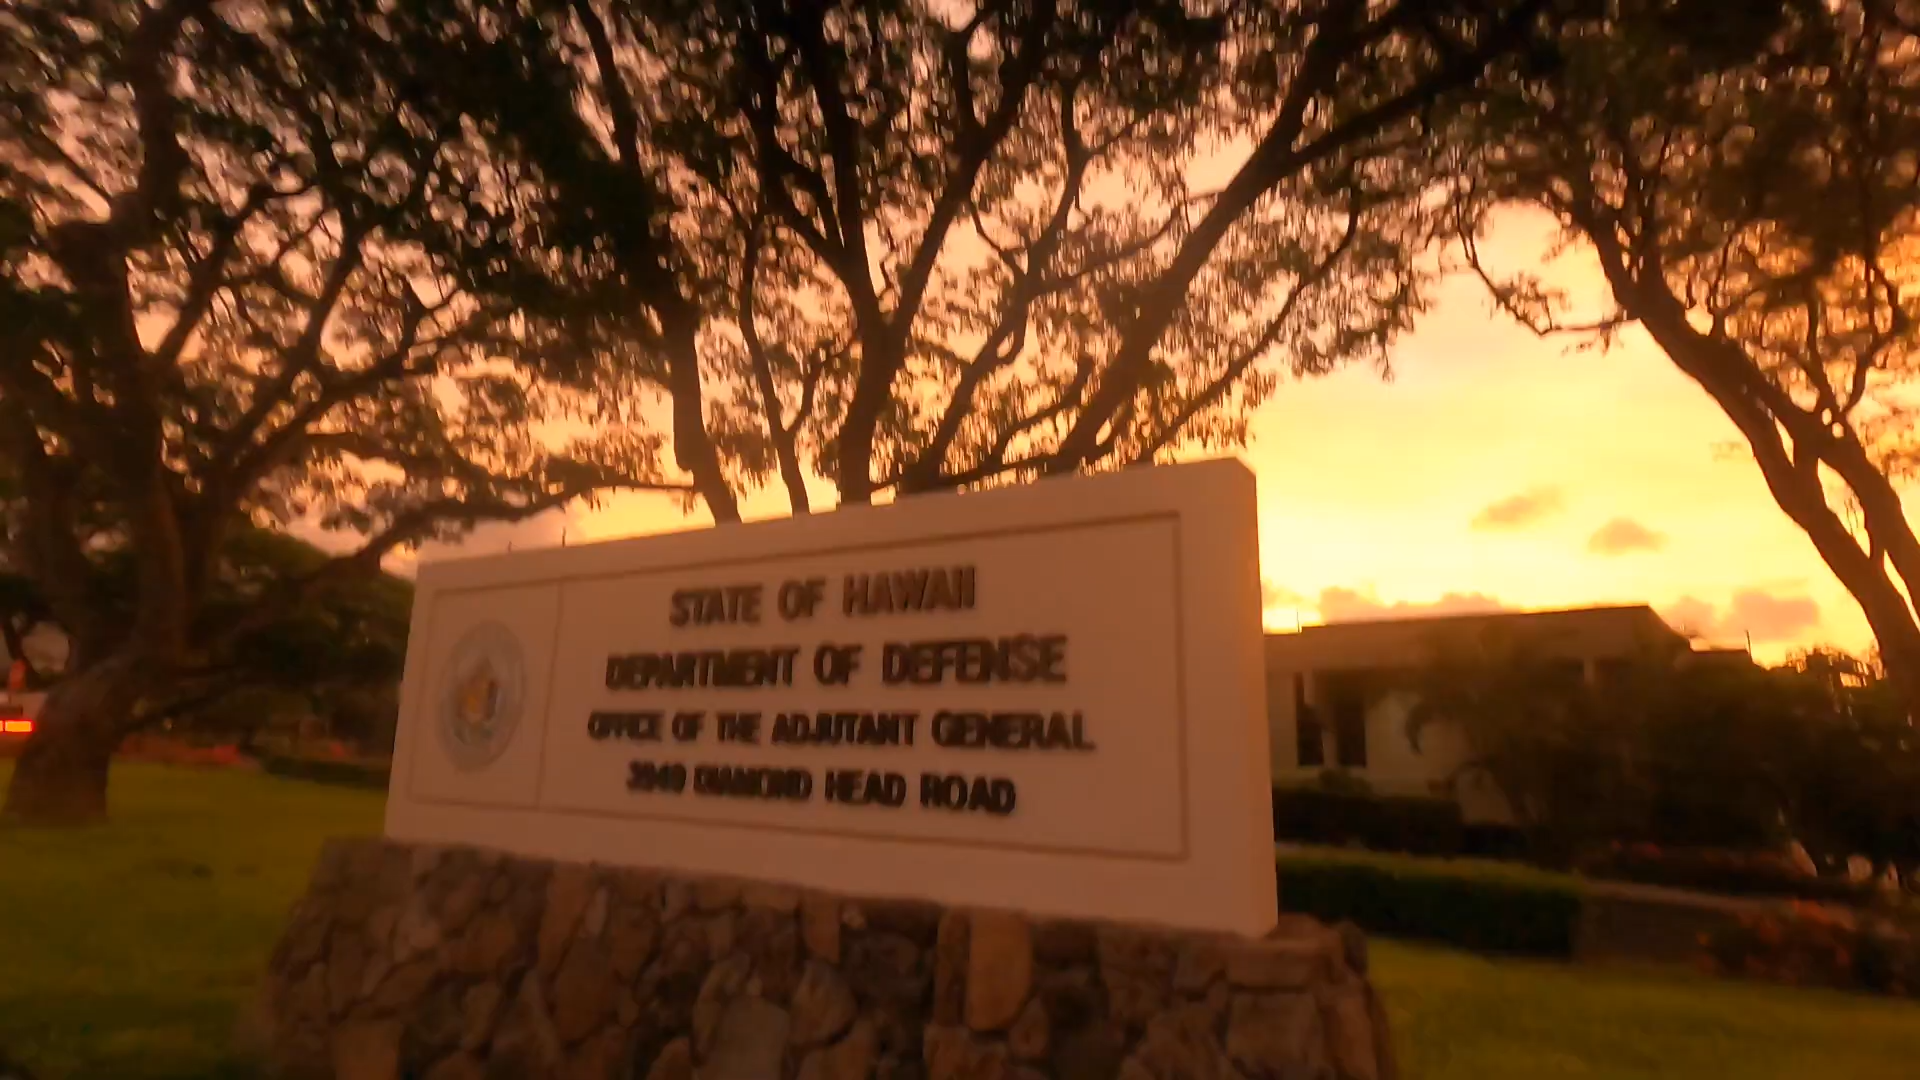 STATE OF HAWAII
DEPARTMENT OF DEFENSE
OFFICE OF THE ADJUTANT GENERAL
3949 DIAMOND HEAD ROAD